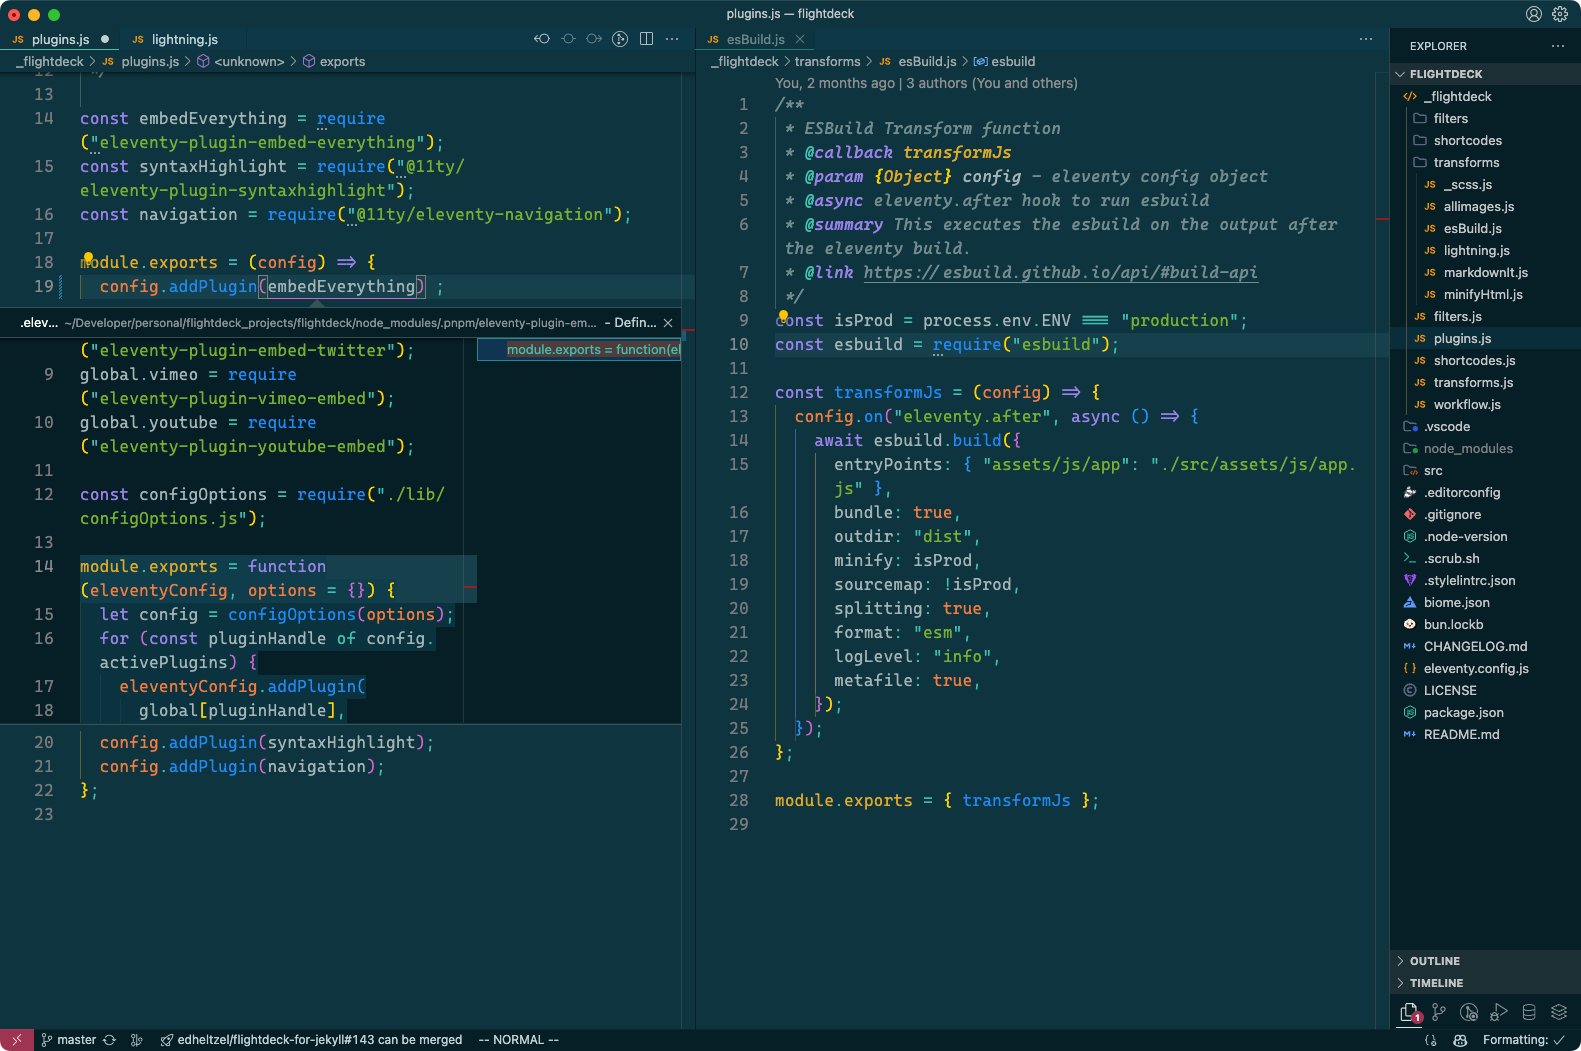 plugins.js — flightdeck
JS plugins.js
JS lightning.js
_flightdeck > JS plugins.js > <unknown> > exports
12 */
13
14 const embedEverything = require
("eleventy-plugin-embed-everything");
15 const syntaxHighlight = require("@11ty/
eleventy-plugin-syntaxhighlight");
16 const navigation = require("@11ty/eleventy-navigation");
17
18 module.exports = (config) => {
19 config.addPlugin(embedEverything) ;
.elev... ~/Developer/personal/flightdeck_projects/flightdeck/node_modules/.pnpm/eleventy-plugin-em... - Defin...
("eleventy-plugin-embed-twitter");
9 global.vimeo = require
("eleventy-plugin-vimeo-embed");
10 global.youtube = require
("eleventy-plugin-youtube-embed");
11
12 const configOptions = require("./lib/
configOptions.js");
13
14 module.exports = function
(eleventyConfig, options = {}) {
15 let config = configOptions(options);
16 for (const pluginHandle of config.
activePlugins) {
17 eleventyConfig.addPlugin(
18 global[pluginHandle],
module.exports = function(el
20 config.addPlugin(syntaxHighlight);
21 config.addPlugin(navigation);
22 };
23
JS esBuild.js
_flightdeck > transforms > JS esBuild.js > esbuild
You, 2 months ago | 3 authors (You and others)
1 /**
2 * ESBuild Transform function
3 * @callback transformJs
4 * @param {Object} config - eleventy config object
5 * @async eleventy.after hook to run esbuild
6 * @summary This executes the esbuild on the output after
the eleventy build.
7 * @link https://esbuild.github.io/api/#build-api
8 */
9 const isProd = process.env.ENV === "production";
10 const esbuild = require("esbuild");
11
12 const transformJs = (config) => {
13 config.on("eleventy.after", async () => {
14 await esbuild.build({
15 entryPoints: { "assets/js/app": "./src/assets/js/app.
js" },
16 bundle: true,
17 outdir: "dist",
18 minify: isProd,
19 sourcemap: !isProd,
20 splitting: true,
21 format: "esm",
22 logLevel: "info",
23 metafile: true,
24 });
25 });
26 };
27
28 module.exports = { transformJs };
29
EXPLORER
FLIGHTDECK
_flightdeck
filters
shortcodes
transforms
JS _scss.js
JS allimages.js
JS esBuild.js
JS lightning.js
JS markdownIt.js
JS minifyHtml.js
JS filters.js
JS plugins.js
JS shortcodes.js
JS transforms.js
JS workflow.js
.vscode
node_modules
src
.editorconfig
.gitignore
.node-version
.scrub.sh
.stylelintrc.json
biome.json
bun.lockb
CHANGELOG.md
eleventy.config.js
LICENSE
package.json
README.md
OUTLINE
TIMELINE
1
master
edheltzel/flightdeck-for-jekyll#143 can be merged
-- NORMAL --
Formatting: ✓